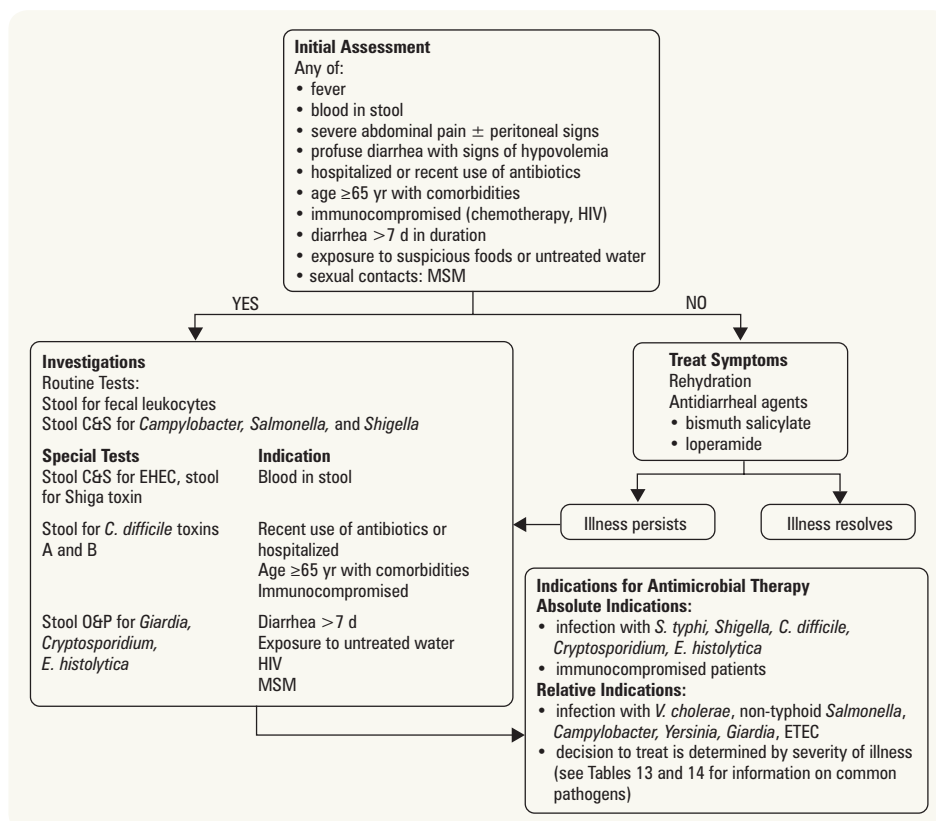 Initial Assessment
Any of:
• fever
• blood in stool
• severe abdominal pain ± peritoneal signs
• profuse diarrhea with signs of hypovolemia
• hospitalized or recent use of antibiotics
• age ≥65 yr with comorbidities
• immunocompromised (chemotherapy, HIV)
• diarrhea >7 d in duration
• exposure to suspicious foods or untreated water
• sexual contacts: MSM
YES
NO
Investigations
Routine Tests:
Stool for fecal leukocytes
Stool C&S for Campylobacter, Salmonella, and Shigella
Special Tests Indication
Stool C&S for EHEC, stool Blood in stool
for Shiga toxin
Stool for C. difficile toxins Recent use of antibiotics or
A and B hospitalized
Age ≥65 yr with comorbidities
Immunocompromised
Stool O&P for Giardia, Diarrhea >7 d
Cryptosporidium, Exposure to untreated water
E. histolytica HIV
MSM
Treat Symptoms
Rehydration
Antidiarrheal agents
• bismuth salicylate
• loperamide
Illness persists
Illness resolves
Indications for Antimicrobial Therapy
Absolute Indications:
• infection with S. typhi, Shigella, C. difficile,
Cryptosporidium, E. histolytica
• immunocompromised patients
Relative Indications:
• infection with V. cholerae, non-typhoid Salmonella,
Campylobacter, Yersinia, Giardia, ETEC
• decision to treat is determined by severity of illness
(see Tables 13 and 14 for information on common
pathogens)